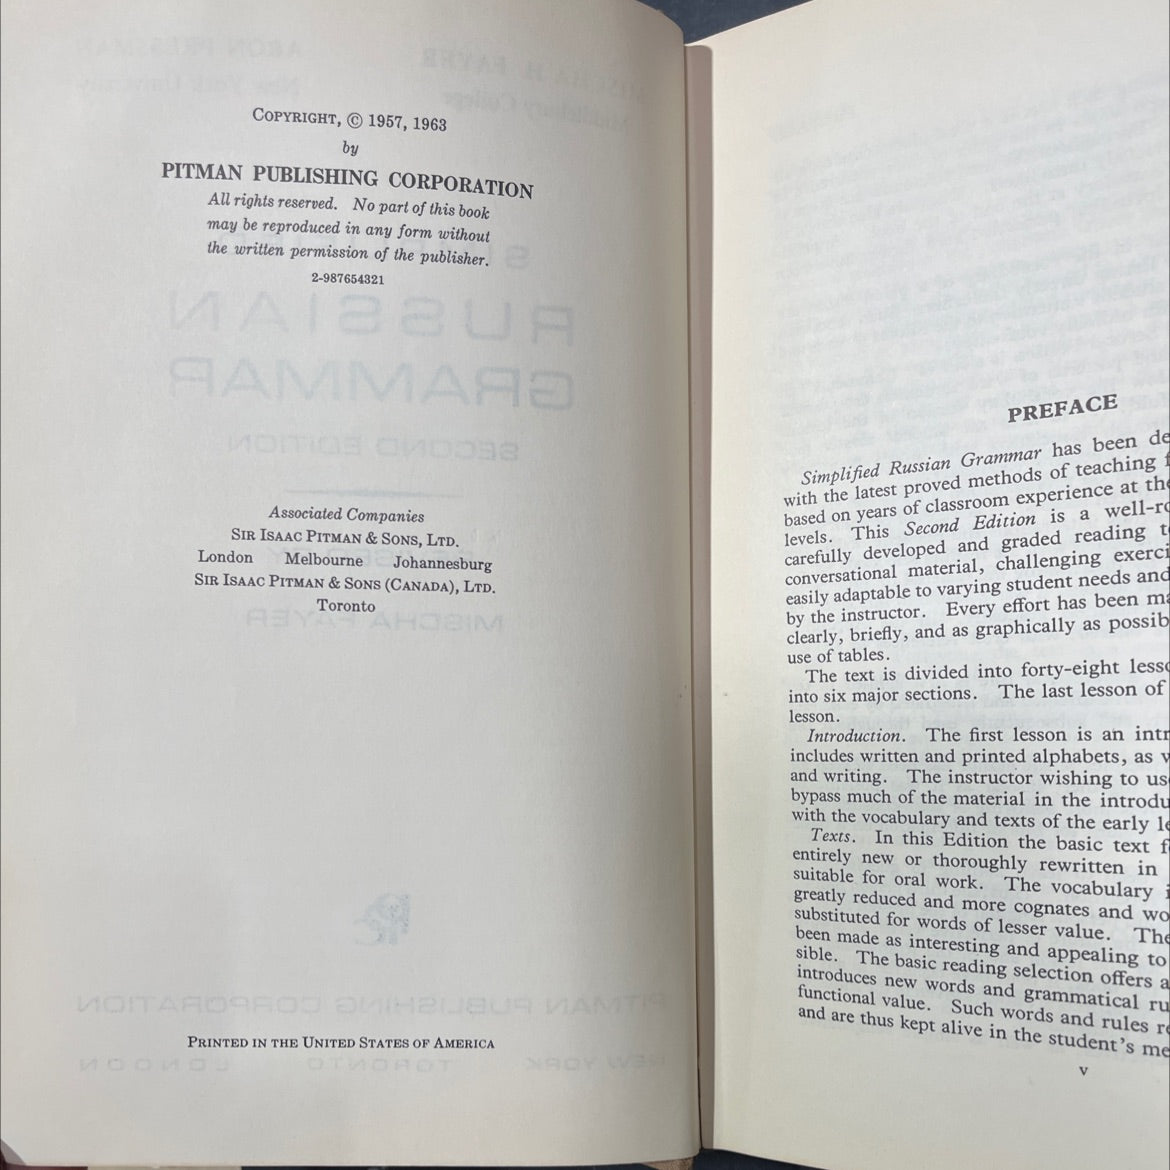 COPYRIGHT, © 1957, 1963
by
PITMAN PUBLISHING CORPORATION
All rights reserved. No part of this book
may be reproduced in any form without
the written permission of the publisher.
2-987654321
Associated Companies
SIR ISAAC PITMAN & SONS, LTD.
London Melbourne Johannesburg
SIR ISAAC PITMAN & SONS (CANADA), LTD.
Toronto
PRINTED IN THE UNITED STATES OF AMERICA
PREFACE
Simplified Russian Grammar has been de
with the latest proved methods of teaching f
based on years of classroom experience at the
levels. This Second Edition is a well-ro
carefully developed and graded reading t
conversational material, challenging exerci
easily adaptable to varying student needs and
by the instructor. Every effort has been ma
clearly, briefly, and as graphically as possib
use of tables.
The text is divided into forty-eight lesso
into six major sections. The last lesson of
lesson.
Introduction. The first lesson is an intr
includes written and printed alphabets, as w
and writing. The instructor wishing to us
bypass much of the material in the introdu
with the vocabulary and texts of the early le
Texts. In this Edition the basic text f
entirely new or thoroughly rewritten in
suitable for oral work. The vocabulary i
greatly reduced and more cognates and wo
substituted for words of lesser value. The
been made as interesting and appealing to
sible. The basic reading selection offers a
introduces new words and grammatical ru
functional value. Such words and rules re
and are thus kept alive in the student's me
v